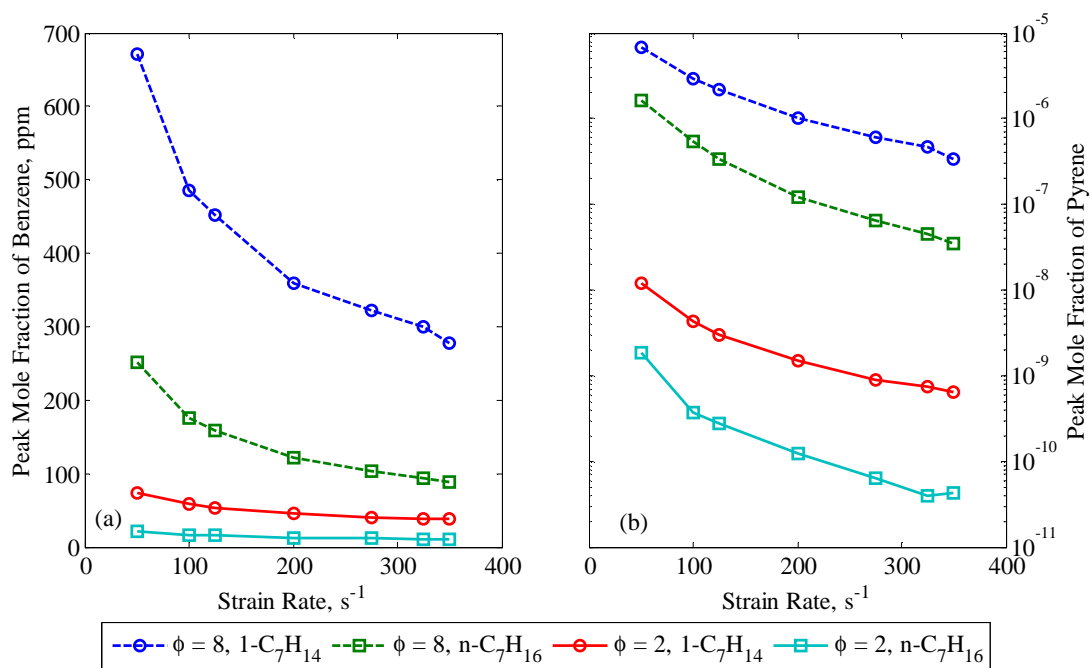 Peak Mole Fraction of Benzene, ppm
700
600
500
400
300
200
100
0
(a)
0 100 200 300 400
Strain Rate, s⁻¹
Peak Mole Fraction of Pyrene
10⁻⁵
10⁻⁶
10⁻⁷
10⁻⁸
10⁻⁹
10⁻¹⁰
10⁻¹¹
(b)
0 100 200 300 400
Strain Rate, s⁻¹
ϕ = 8, 1-C₇H₁₄ ϕ = 8, n-C₇H₁₆ ϕ = 2, 1-C₇H₁₄ ϕ = 2, n-C₇H₁₆